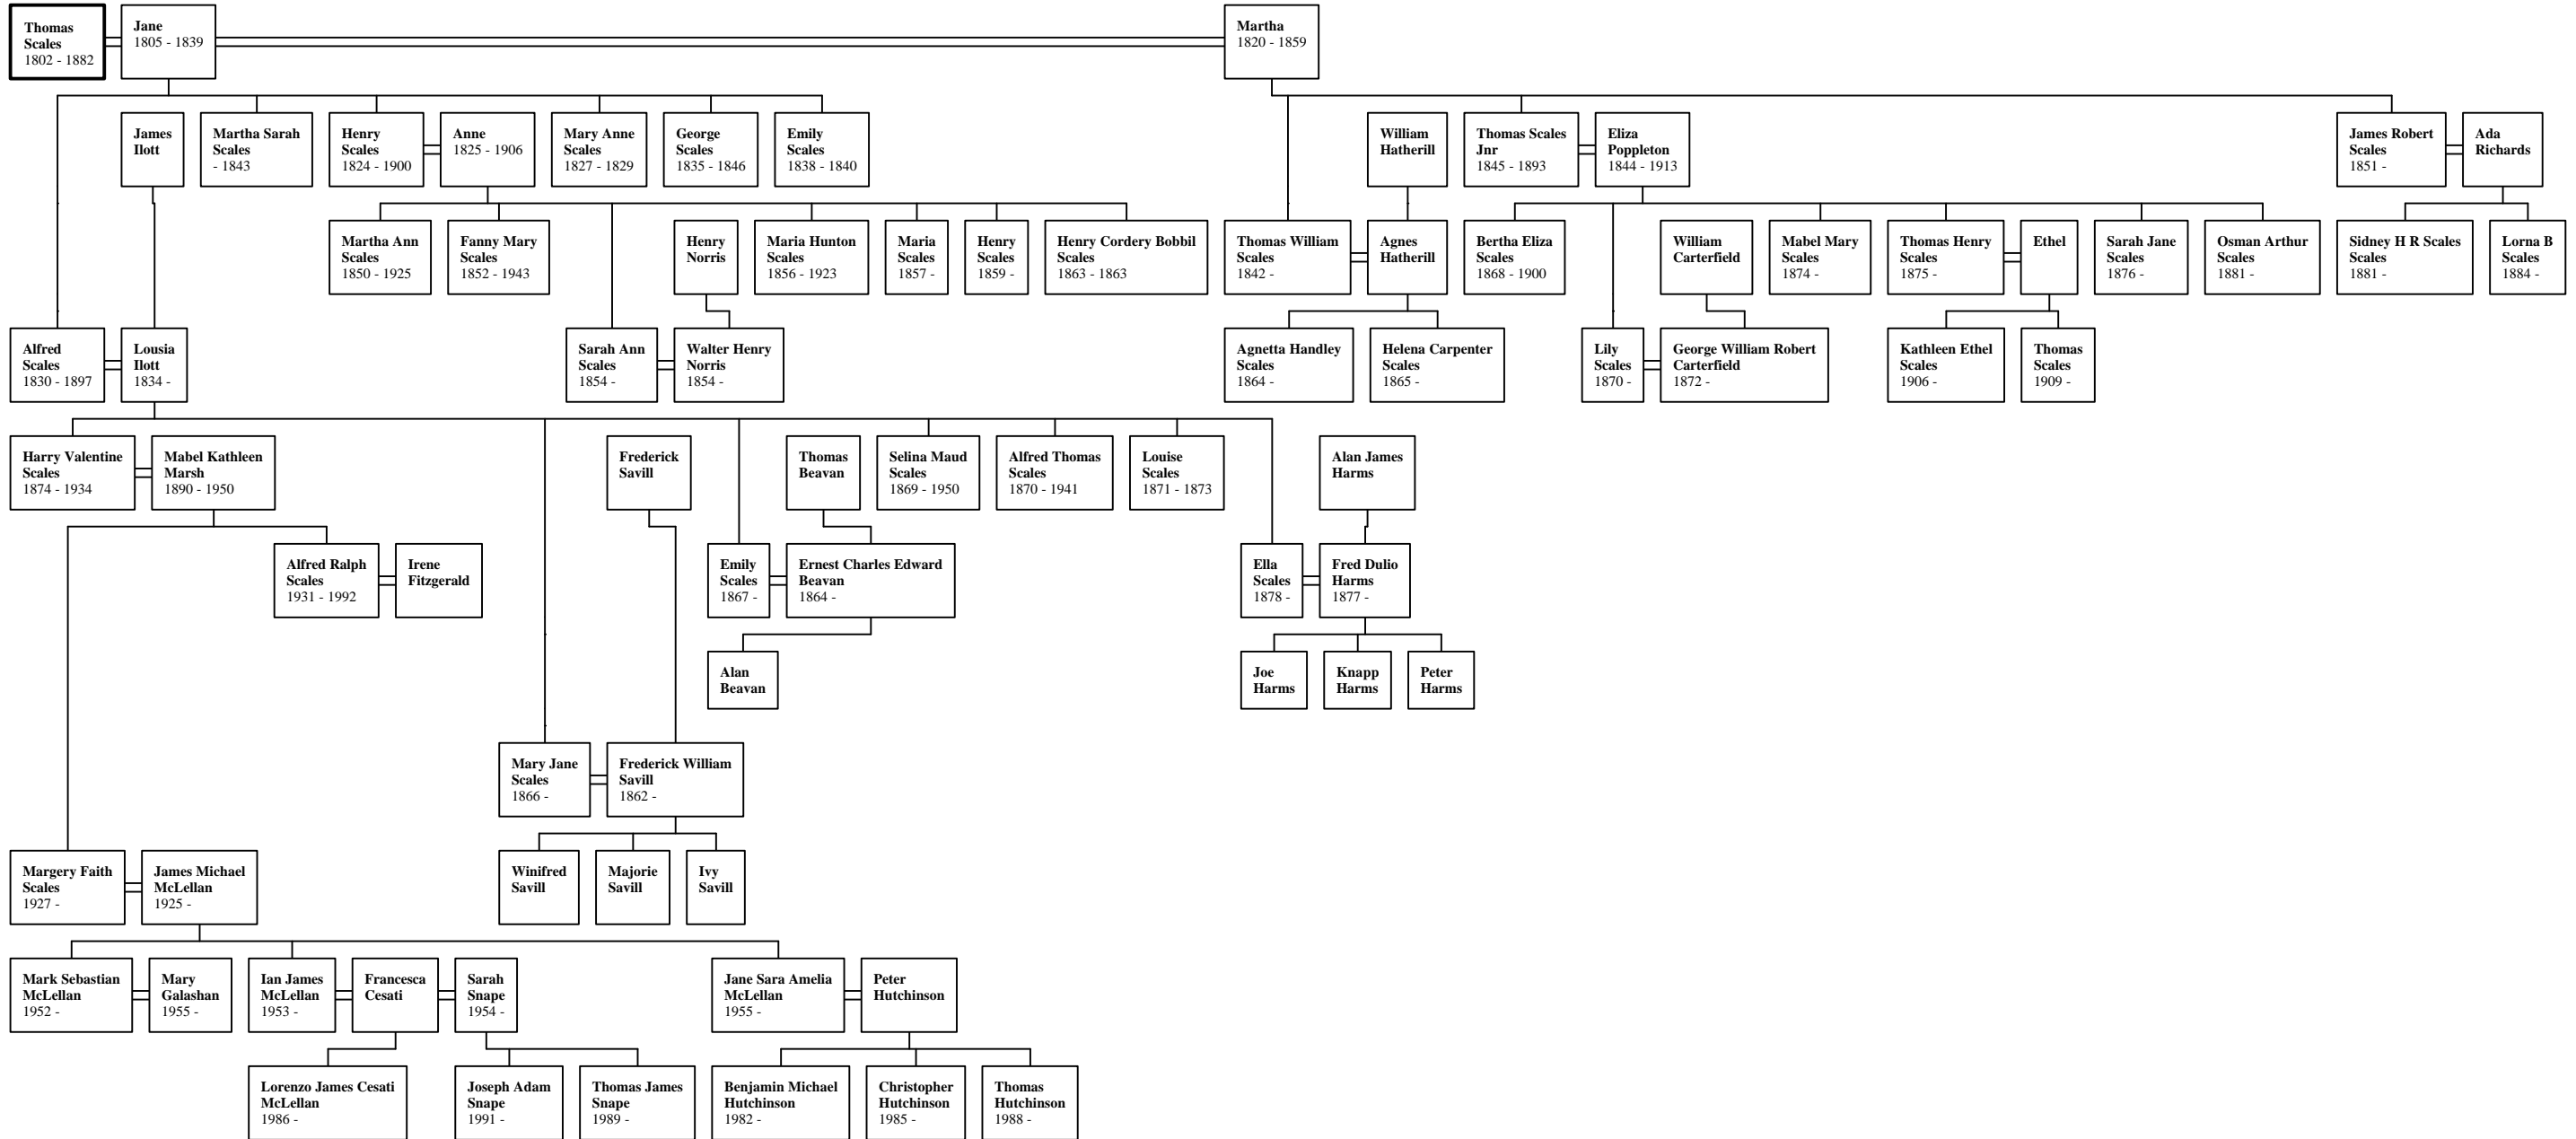 Thomas
Scales
1802 - 1882
Jane
1805 - 1839
Martha
1820 - 1859
James
Ilott
Martha Sarah
Scales
- 1843
Henry
Scales
1824 - 1900
Anne
1825 - 1906
Mary Anne
Scales
1827 - 1829
George
Scales
1835 - 1846
Emily
Scales
1838 - 1840
William
Hatherill
Thomas Scales
Jnr
1845 - 1893
Eliza
Poppleton
1844 - 1913
James Robert
Scales
1851 -
Ada
Richards
Martha Ann
Scales
1850 - 1925
Fanny Mary
Scales
1852 - 1943
Henry
Norris
Maria Hunton
Scales
1856 - 1923
Maria
Scales
1857 -
Henry
Scales
1859 -
Henry Cordery Bobbil
Scales
1863 - 1863
Thomas William
Scales
1842 -
Agnes
Hatherill
Bertha Eliza
Scales
1868 - 1900
William
Carterfield
Mabel Mary
Scales
1874 -
Thomas Henry
Scales
1875 -
Ethel
Sarah Jane
Scales
1876 -
Osman Arthur
Scales
1881 -
Sidney H R Scales
Scales
1881 -
Lorna B
Scales
1884 -
Alfred
Scales
1830 - 1897
Lousia
Ilott
1834 -
Sarah Ann
Scales
1854 -
Walter Henry
Norris
1854 -
Agnetta Handley
Scales
1864 -
Helena Carpenter
Scales
1865 -
Lily
Scales
1870 -
George William Robert
Carterfield
1872 -
Kathleen Ethel
Scales
1906 -
Thomas
Scales
1909 -
Harry Valentine
Scales
1874 - 1934
Mabel Kathleen
Marsh
1890 - 1950
Frederick
Savill
Thomas
Beavan
Selina Maud
Scales
1869 - 1950
Alfred Thomas
Scales
1870 - 1941
Louise
Scales
1871 - 1873
Alan James
Harms
Alfred Ralph
Scales
1931 - 1992
Irene
Fitzgerald
Emily
Scales
1867 -
Ernest Charles Edward
Beavan
1864 -
Ella
Scales
1878 -
Fred Dulio
Harms
1877 -
Alan
Beavan
Joe
Harms
Knapp
Harms
Peter
Harms
Mary Jane
Scales
1866 -
Frederick William
Savill
1862 -
Margery Faith
Scales
1927 -
James Michael
McLellan
1925 -
Winifred
Savill
Majorie
Savill
Ivy
Savill
Mark Sebastian
McLellan
1952 -
Mary
Galashan
1955 -
Ian James
McLellan
1953 -
Francesca
Cesati
Sarah
Snape
1954 -
Jane Sara Amelia
McLellan
1955 -
Peter
Hutchinson
Lorenzo James Cesati
McLellan
1986 -
Joseph Adam
Snape
1991 -
Thomas James
Snape
1989 -
Benjamin Michael
Hutchinson
1982 -
Christopher
Hutchinson
1985 -
Thomas
Hutchinson
1988 -